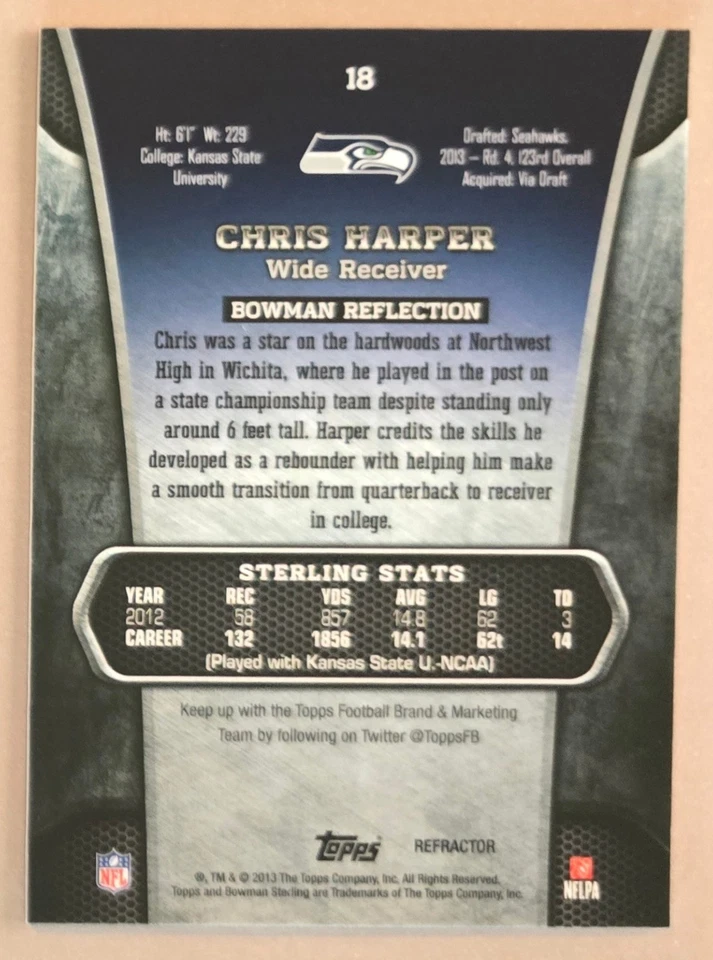 18
Ht: 6'1" Wt: 229
College: Kansas State
University
Drafted: Seahawks,
2013 – Rd. 4, 123rd Overall
Acquired: Via Draft
CHRIS HARPER
Wide Receiver
BOWMAN REFLECTION
Chris was a star on the hardwoods at Northwest
High in Wichita, where he played in the post on
a state championship team despite standing only
around 6 feet tall. Harper credits the skills he
developed as a rebounder with helping him make
a smooth transition from quarterback to receiver
in college.
STERLING STATS
YEAR REC YDS AVG LG TD
2012 58 857 14.8 62 3
CAREER 132 1856 14.1 62t 14
(Played with Kansas State U.-NCAA)
Keep up with the Topps Football Brand & Marketing
Team by following on Twitter @ToppsFB
Topps REFRACTOR
NFL
NFLPA
®, TM & © 2013 The Topps Company, Inc. All Rights Reserved.
Topps and Bowman Sterling are Trademarks of The Topps Company, Inc.